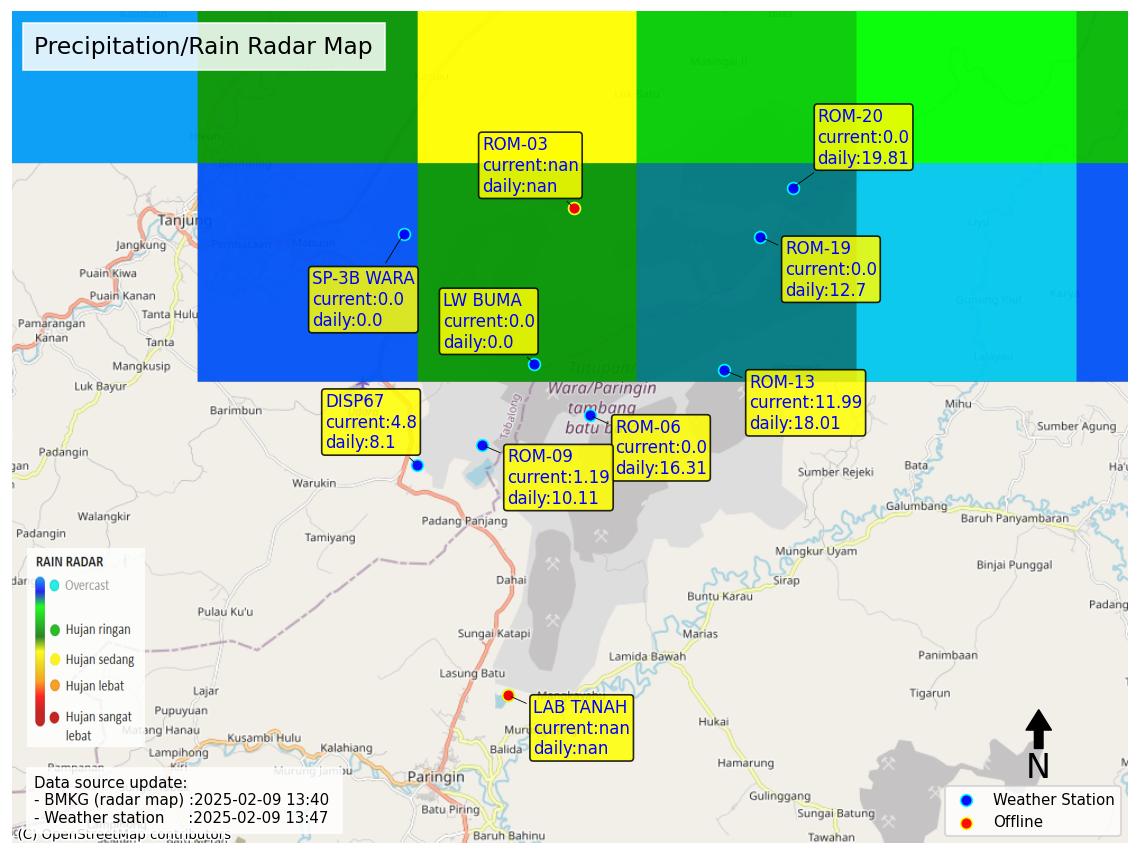 Precipitation/Rain Radar Map
ROM-20
current:0.0
daily:19.81
ROM-03
current:nan
daily:nan
Tanjung
Jangkung
ROM-19
current:0.0
daily:12.7
SP-3B WARA
current:0.0
daily:0.0
Puain Kiwa
Puain Kanan
Tanta Hulu
LW BUMA
current:0.0
daily:0.0
Pamarangan
Kanan
Tanta
Mangkusip
Luk Bayur
Tutupan
Wara/Paringin
tambang
batu b
ROM-13
current:11.99
daily:18.01
DISP67
current:4.8
daily:8.1
Barimbun
Tabalong
Mihu
ROM-06
current:0.0
daily:16.31
Sumber Agung
ROM-09
current:1.19
daily:10.11
Padangin
Bata
Sumber Rejeki
Warukin
Galumbang
Walangkir
Padang Panjang
Baruh Panyambaran
Padangin
Tamiyang
Mungkur Uyam
Binjai Punggal
RAIN RADAR
Overcast
Hujan ringan
Hujan sedang
Hujan lebat
Hujan sangat
lebat
Dahai
Sirap
Buntu Karau
Padang
Pulau Ku'u
Sungai Katapi
Marias
Lamida Bawah
Panimbaan
Lasung Batu
Lajar
Tigarun
Pupuyuan
LAB TANAH
current:nan
daily:nan
Matang Hanau
Kusambi Hulu
Hukai
Lampihong
Kalahiang
Balida
Murung Jambu
Paringin
Hamarung
N
Data source update:
- BMKG (radar map) :2025-02-09 13:40
- Weather station :2025-02-09 13:47
Batu Piring
Gulinggang
Weather Station
Offline
Sungai Batung
(C) OpenStreetMap contributors
Baruh Bahinu
Tawahan